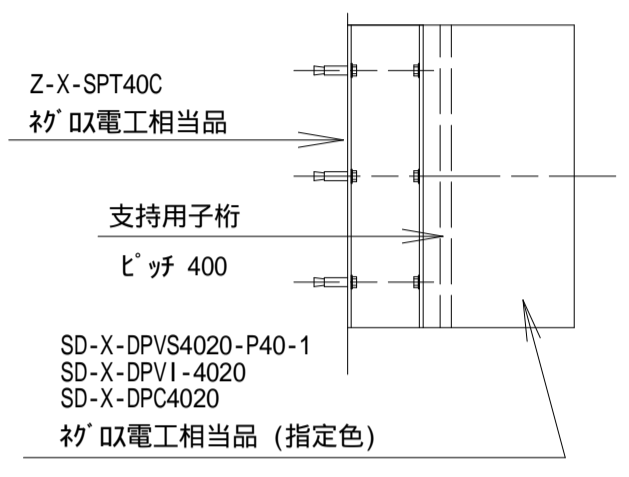 Z-X-SPT40C
ﾈｸﾞﾛｽ電工相当品
支持用子桁
ﾋﾟｯﾁ 400
SD-X-DPVS4020-P40-1
SD-X-DPVI-4020
SD-X-DPC4020
ﾈｸﾞﾛｽ電工相当品 (指定色)